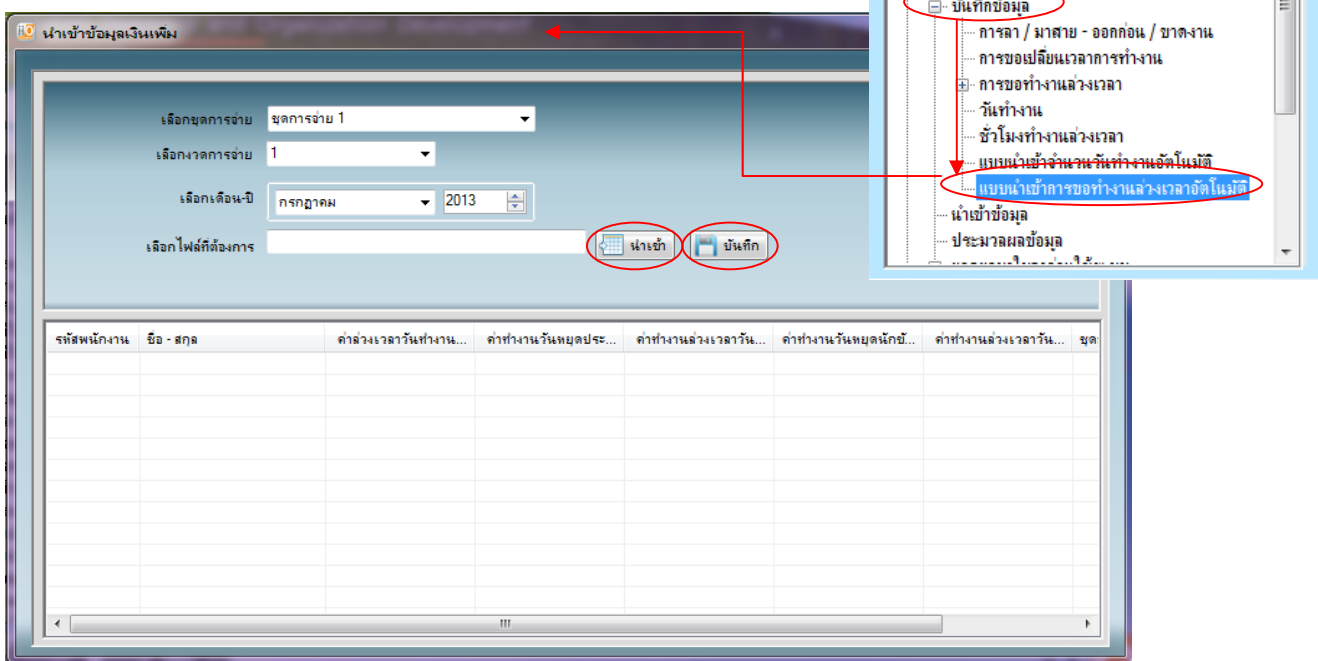 นำเข้าข้อมูลเงินเพิ่ม
เลือกชุดการจ่าย ชุดการจ่าย 1
เลือกงวดการจ่าย 1
เลือกเดือน-ปี กรกฎาคม 2013
เลือกไฟล์ที่ต้องการ นำเข้า บันทึก
รหัสพนักงาน ชื่อ - สกุล ค่าล่วงเวลาวันทำงาน... ค่าทำงานวันหยุดประ... ค่าทำงานล่วงเวลาวัน... ค่าทำงานวันหยุดนักขั... ค่าทำงานล่วงเวลาวัน... ชุด
บันทึกข้อมูล
การลา / มาสาย - ออกก่อน / ขาดงาน
การขอเปลี่ยนเวลาการทำงาน
การขอทำงานล่วงเวลา
วันทำงาน
ชั่วโมงทำงานล่วงเวลา
แบบนำเข้าจำนวนวันทำงานอัตโนมัติ
แบบนำเข้าการขอทำงานล่วงเวลาอัตโนมัติ
นำเข้าข้อมูล
ประมวลผลข้อมูล